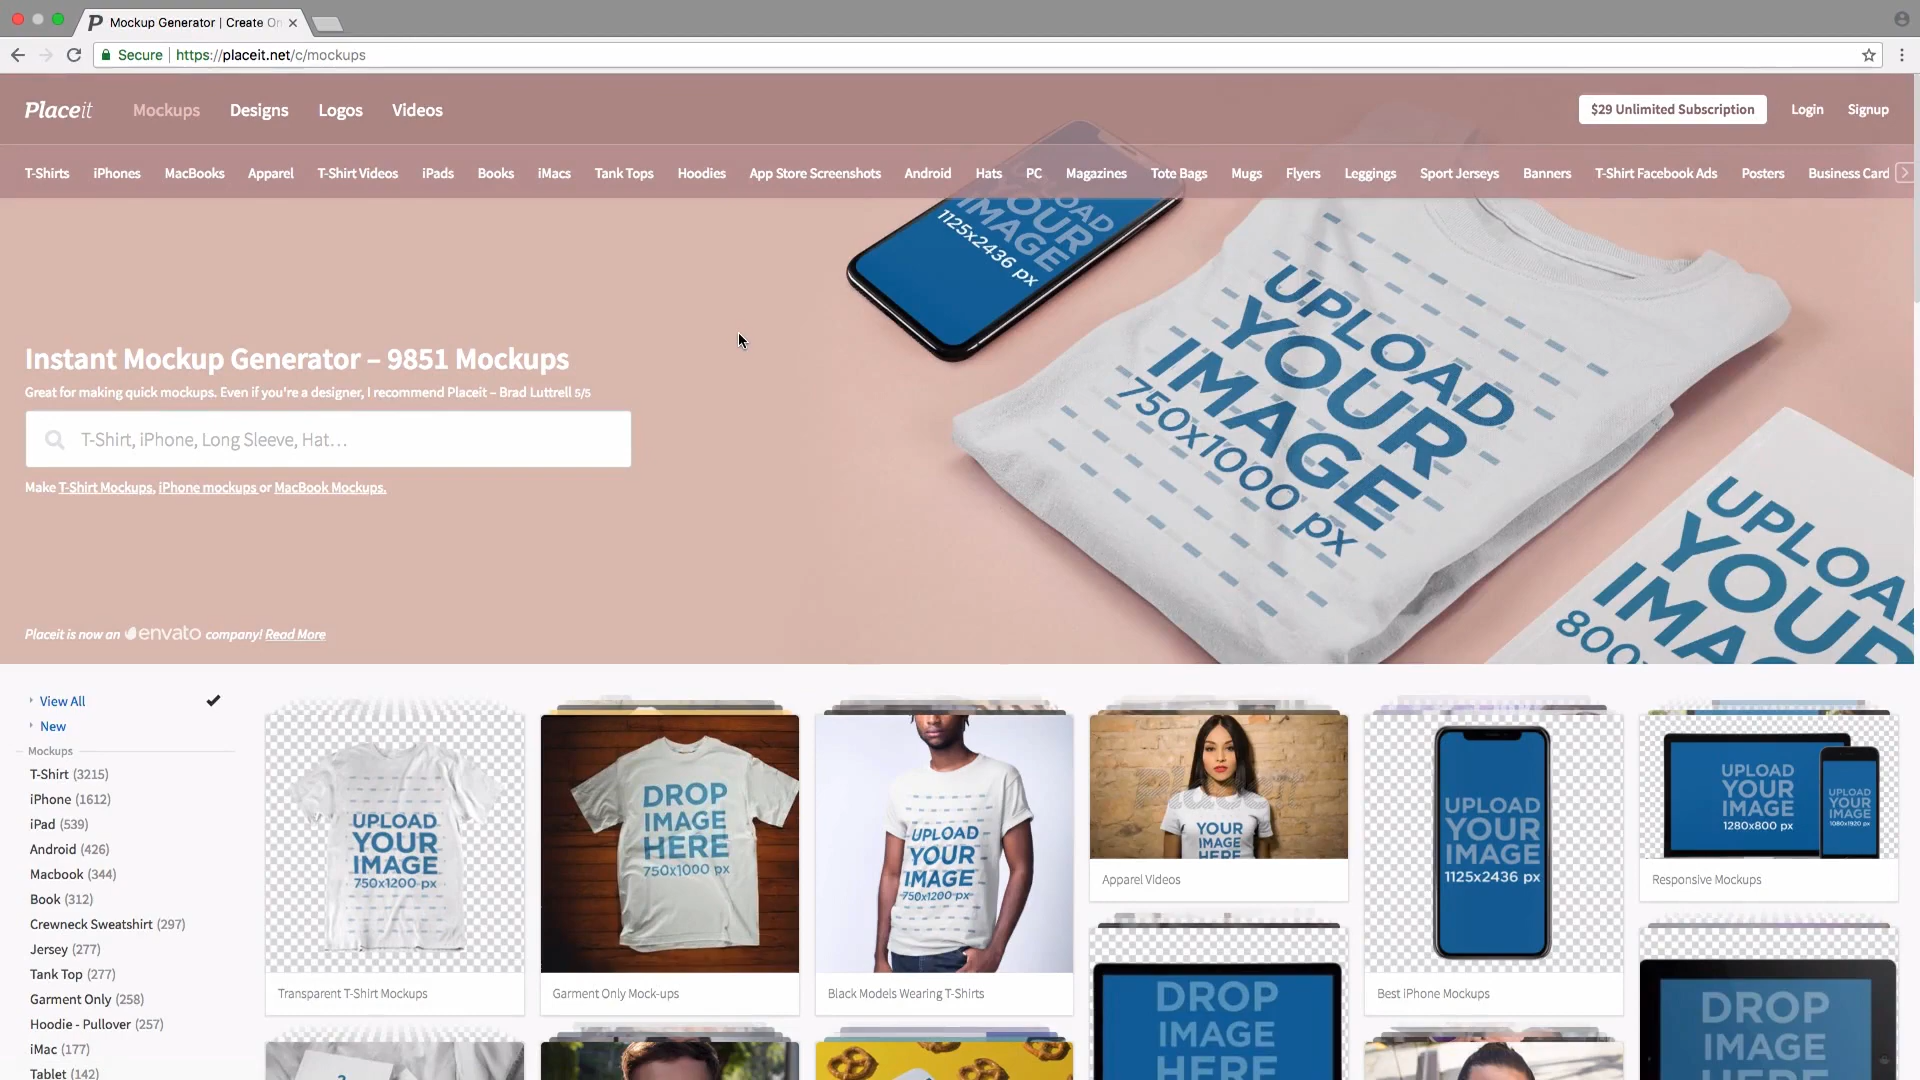 Mockup Generator | Create On
Secure
https://placeit.net/c/mockups
Placeit
Mockups
Designs
Logos
Videos
$29 Unlimited Subscription
Login
Signup
T-Shirts
iPhones
MacBooks
Apparel
T-Shirt Videos
iPads
Books
iMacs
Tank Tops
Hoodies
App Store Screenshots
Android
Hats
PC
Magazines
Tote Bags
Mugs
Flyers
Leggings
Sport Jerseys
Banners
T-Shirt Facebook Ads
Posters
Business Card
UPLOAD
YOUR
IMAGE
1125x2436 px
UPLOAD
YOUR
IMAGE
750x1000 px
UPLOA
YOUR
IMA
800
Instant Mockup Generator – 9851 Mockups
Great for making quick mockups. Even if you're a designer, I recommend Placeit – Brad Luttrell 5/5
T-Shirt, iPhone, Long Sleeve, Hat…
Make T-Shirt Mockups, iPhone mockups or MacBook Mockups.
Placeit is now an envato company! Read More
View All
New
Mockups
T-Shirt (3215)
iPhone (1612)
iPad (539)
Android (426)
Macbook (344)
Book (312)
Crewneck Sweatshirt (297)
Jersey (277)
Tank Top (277)
Garment Only (258)
Hoodie - Pullover (257)
iMac (177)
Tablet (142)
UPLOAD
YOUR
IMAGE
750x1200 px
Transparent T-Shirt Mockups
DROP
IMAGE
HERE
750x1000 px
Garment Only Mock-ups
UPLOAD
YOUR
IMAGE
750x1200 px
Black Models Wearing T-Shirts
placeit
YOUR
IMAGE
HERE
Apparel Videos
UPLOAD
YOUR
IMAGE
1125x2436 px
Best iPhone Mockups
UPLOAD
YOUR
IMAGE
1280x800 px
UPLOAD
YOUR
IMAGE
1080x1920 px
Responsive Mockups
DROP
IMAGE
HERE
DROP
IMAGE
HERE